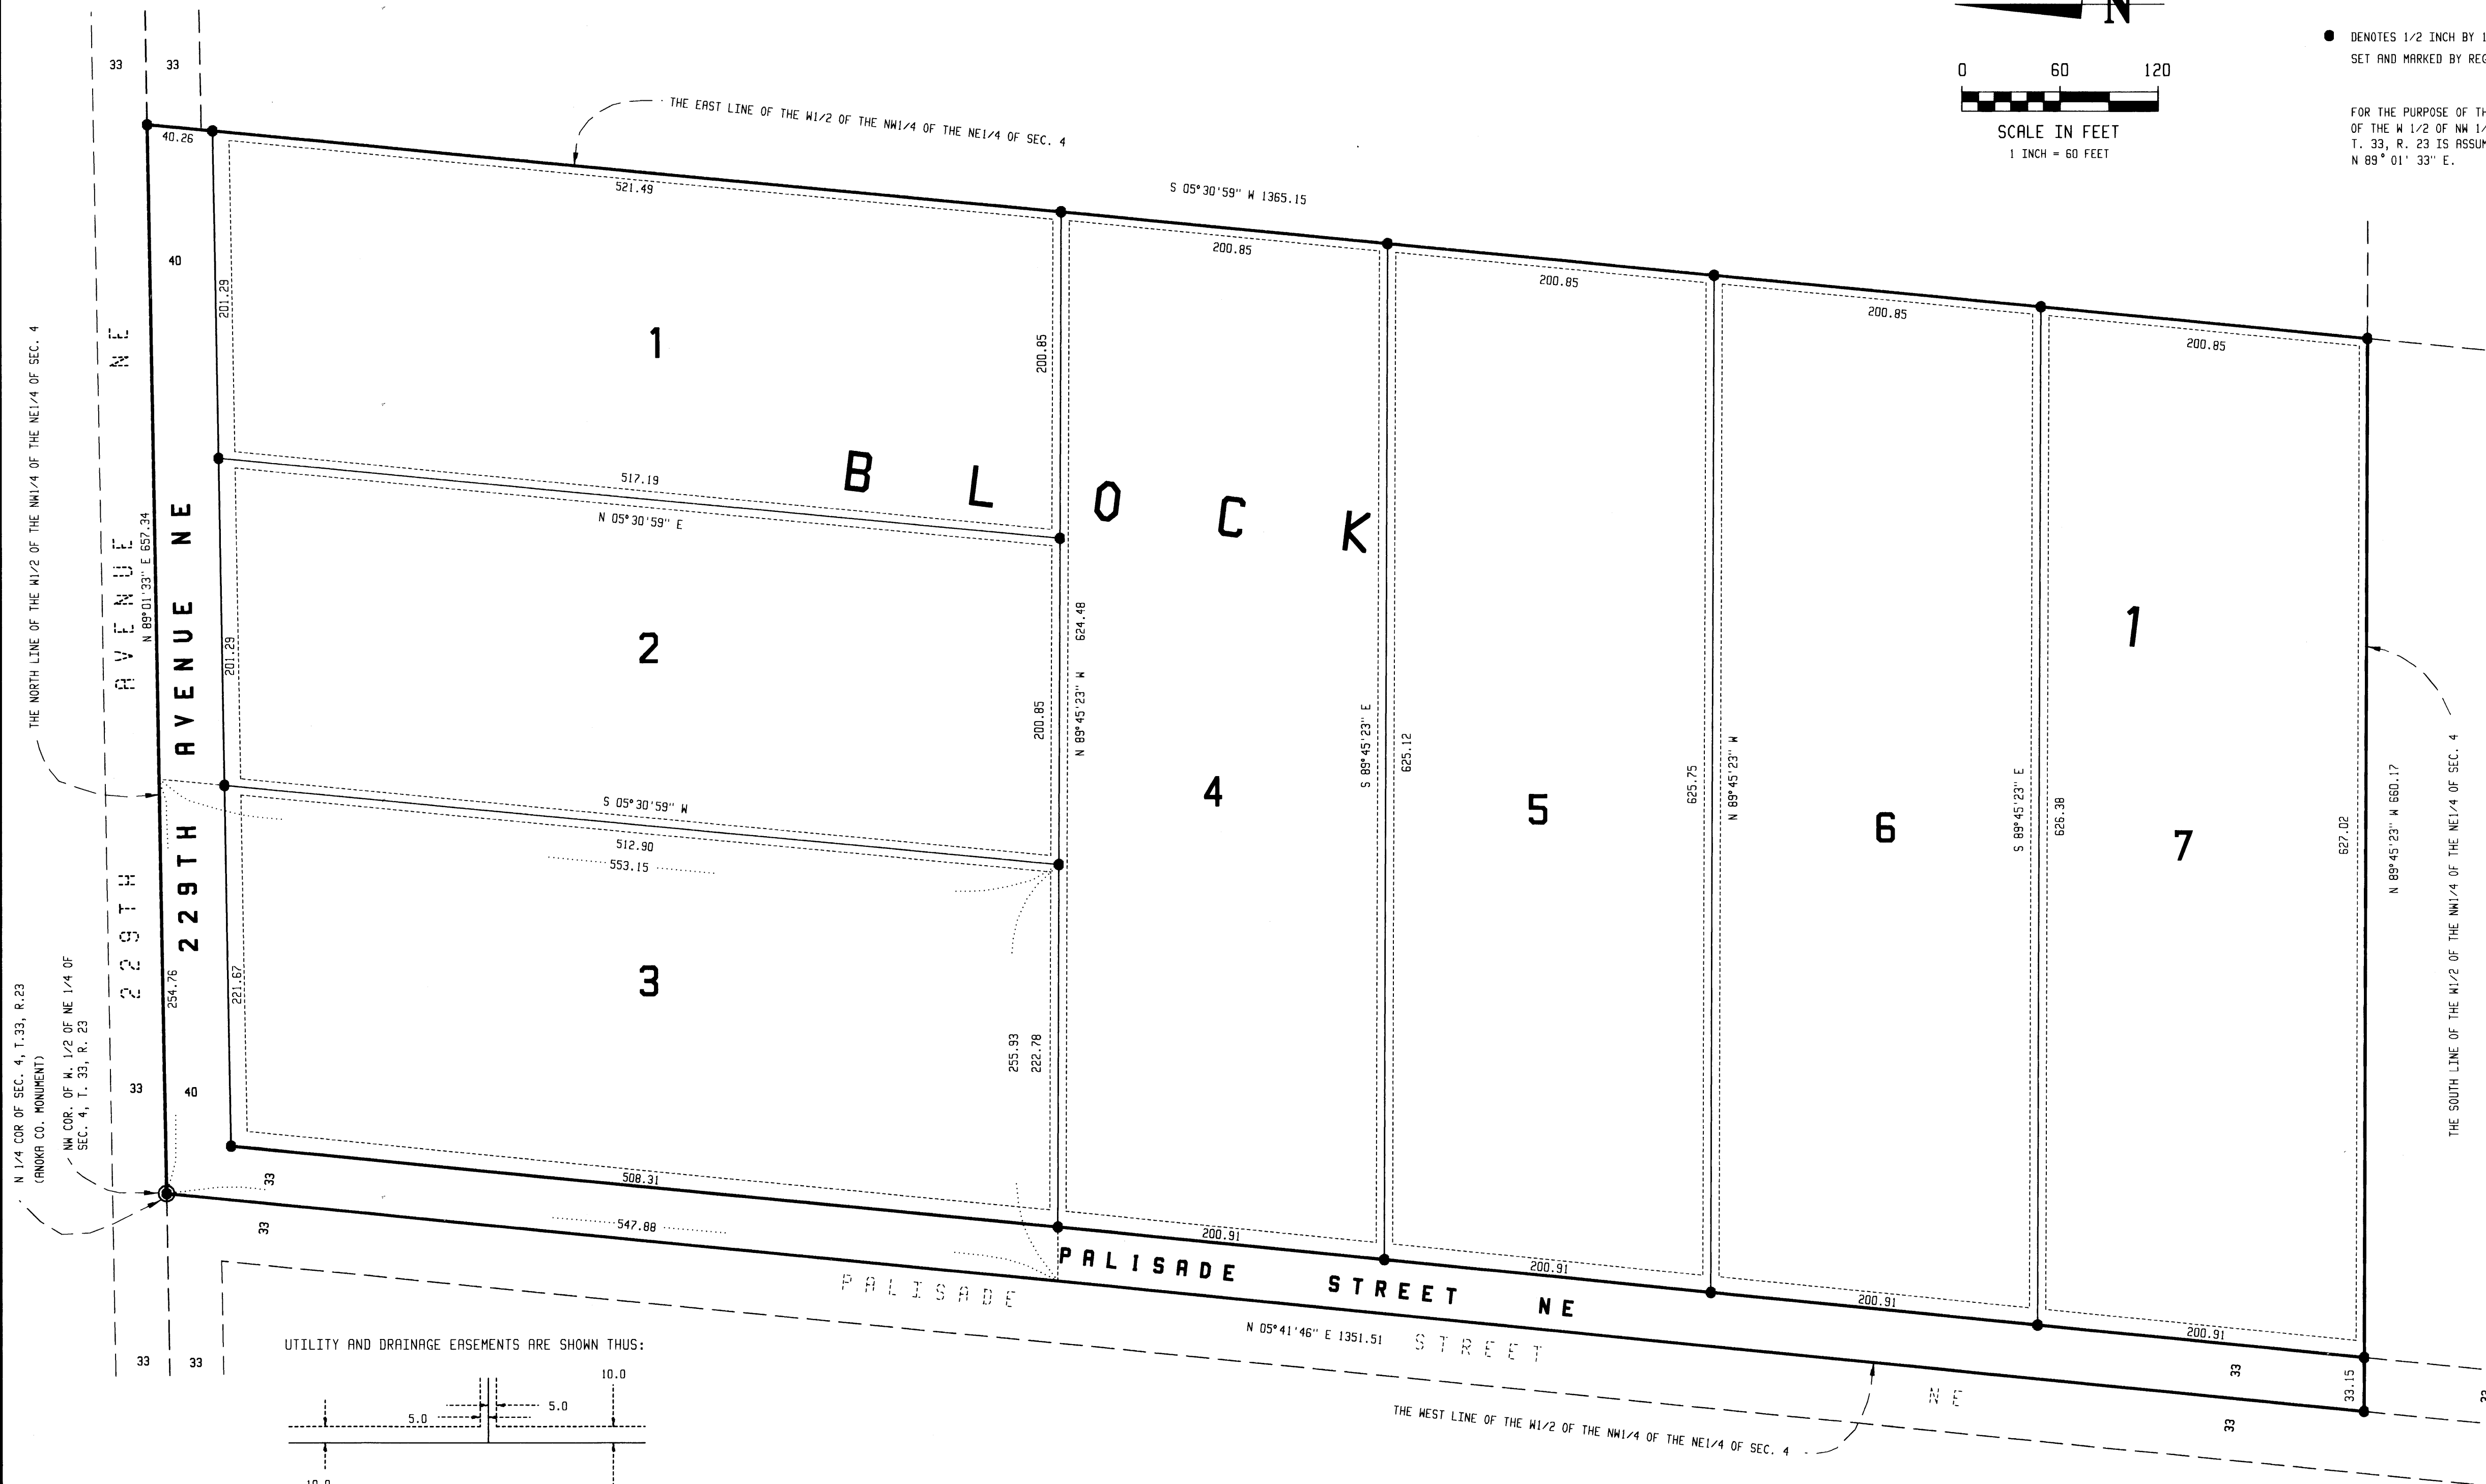 N
0 60 120
SCALE IN FEET
1 INCH = 60 FEET
DENOTES 1/2 INCH BY 1
SET AND MARKED BY REG
FOR THE PURPOSE OF TH
OF THE W 1/2 OF NW 1/
T. 33, R. 23 IS ASSUM
N 89° 01' 33" E.
33
33
40.26
THE EAST LINE OF THE W1/2 OF THE NW1/4 OF THE NE1/4 OF SEC. 4
521.49
S 05°30'59" W 1365.15
200.85
200.85
200.85
200.85
40
201.29
1
200.85
THE NORTH LINE OF THE W1/2 OF THE NW1/4 OF THE NE1/4 OF SEC. 4
229TH AVENUE NE
N 89°01'33" E 657.34
229TH AVENUE NE
517.19
N 05°30'59" E
BLOCK
1
201.29
2
200.85
N 89°45'23" W 624.48
S 05°30'59" W
512.90
553.15
4
S 89°45'23" E
625.12
5
625.75
N 89°45'23" W
6
S 89°45'23" E
626.38
7
627.02
N 89°45'23" W 660.17
THE SOUTH LINE OF THE W1/2 OF THE NW1/4 OF THE NE1/4 OF SEC. 4
254.76
221.67
3
255.93
222.78
N 1/4 COR OF SEC. 4, T.33, R.23
(ANOKA CO. MONUMENT)
NW COR. OF W. 1/2 OF NE 1/4 OF
SEC. 4, T. 33, R. 23
33
40
33
33
508.31
547.88
200.91
200.91
200.91
200.91
PALISADE STREET NE
PALISADE STREET NE
N 05°41'46" E 1351.51
33
33
33.15
THE WEST LINE OF THE W1/2 OF THE NW1/4 OF THE NE1/4 OF SEC. 4
33
33
UTILITY AND DRAINAGE EASEMENTS ARE SHOWN THUS:
10.0
5.0
5.0